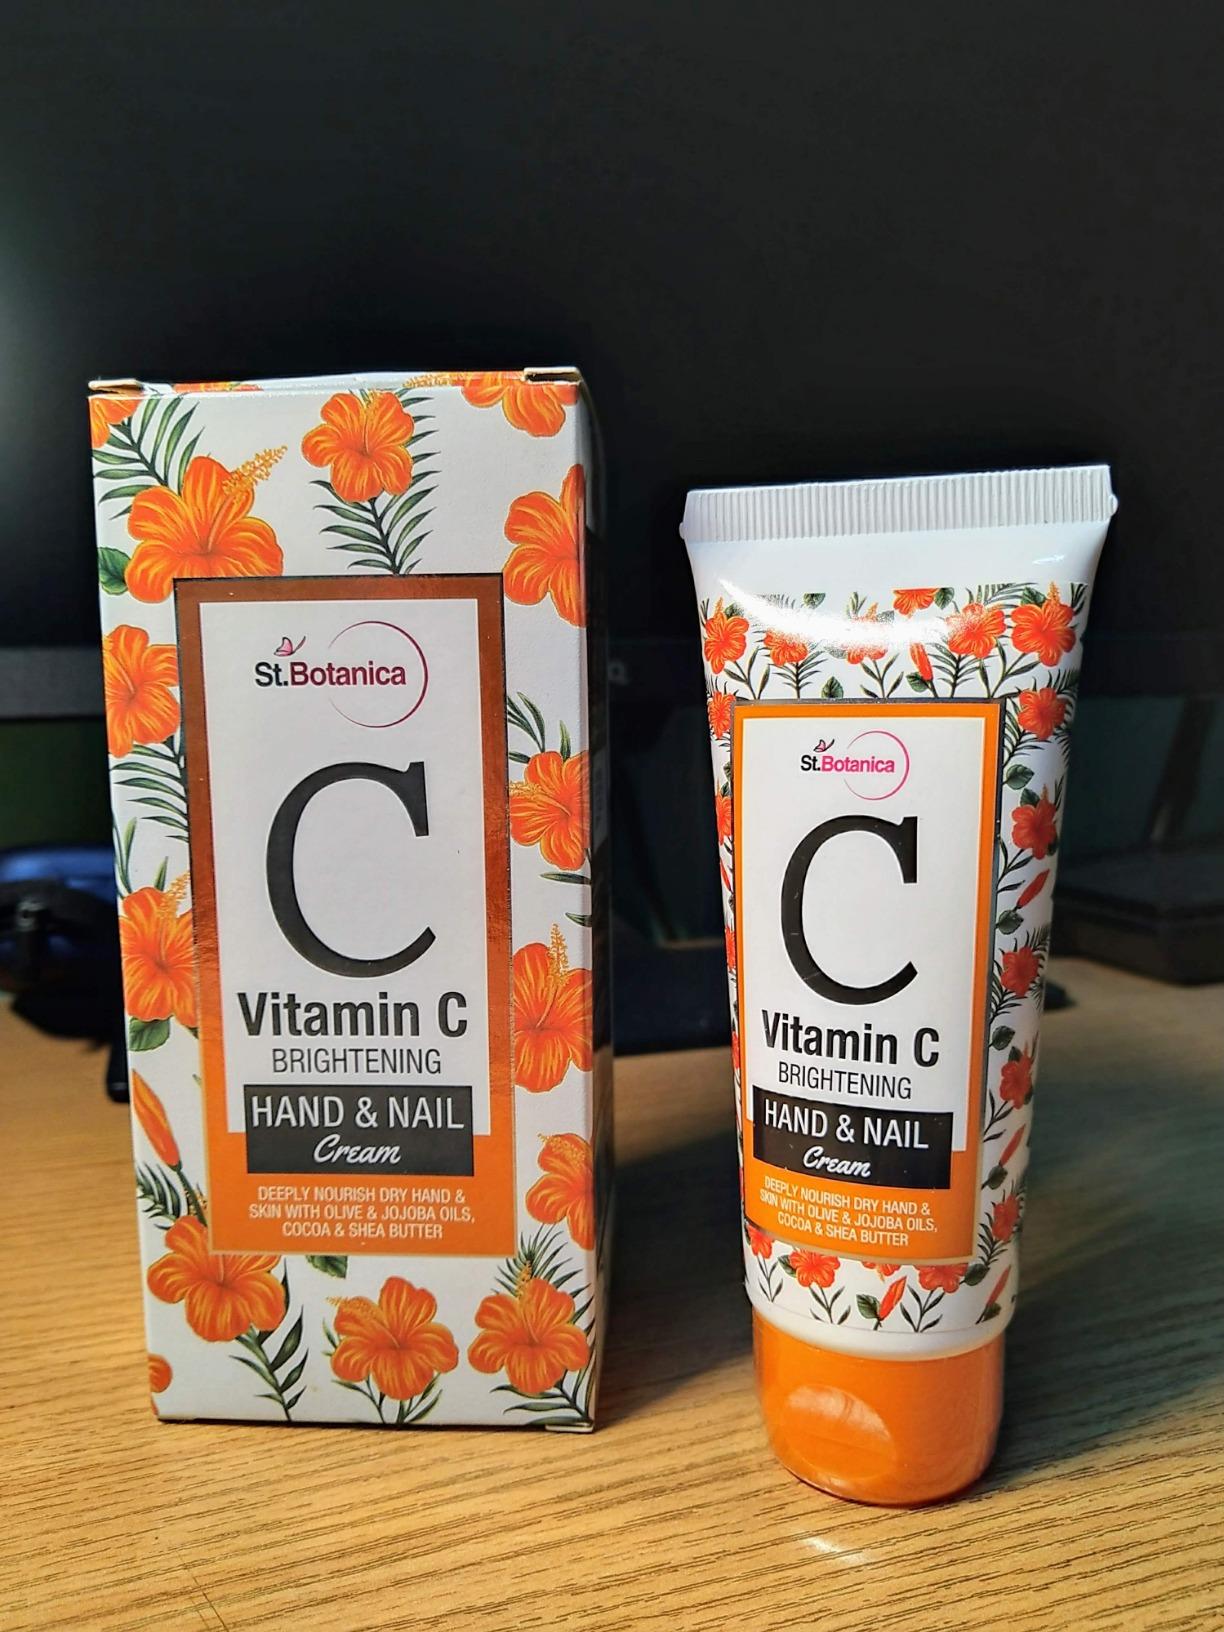 St.Botanica
C
Vitamin C
BRIGHTENING
HAND & NAIL
Cream
DEEPLY NOURISH DRY HAND &
SKIN WITH OLIVE & JOJOBA OILS,
COCOA & SHEA BUTTER
St.Botanica
C
Vitamin C
BRIGHTENING
HAND & NAIL
Cream
DEEPLY NOURISH DRY HAND &
SKIN WITH OLIVE & JOJOBA OILS,
COCOA & SHEA BUTTER